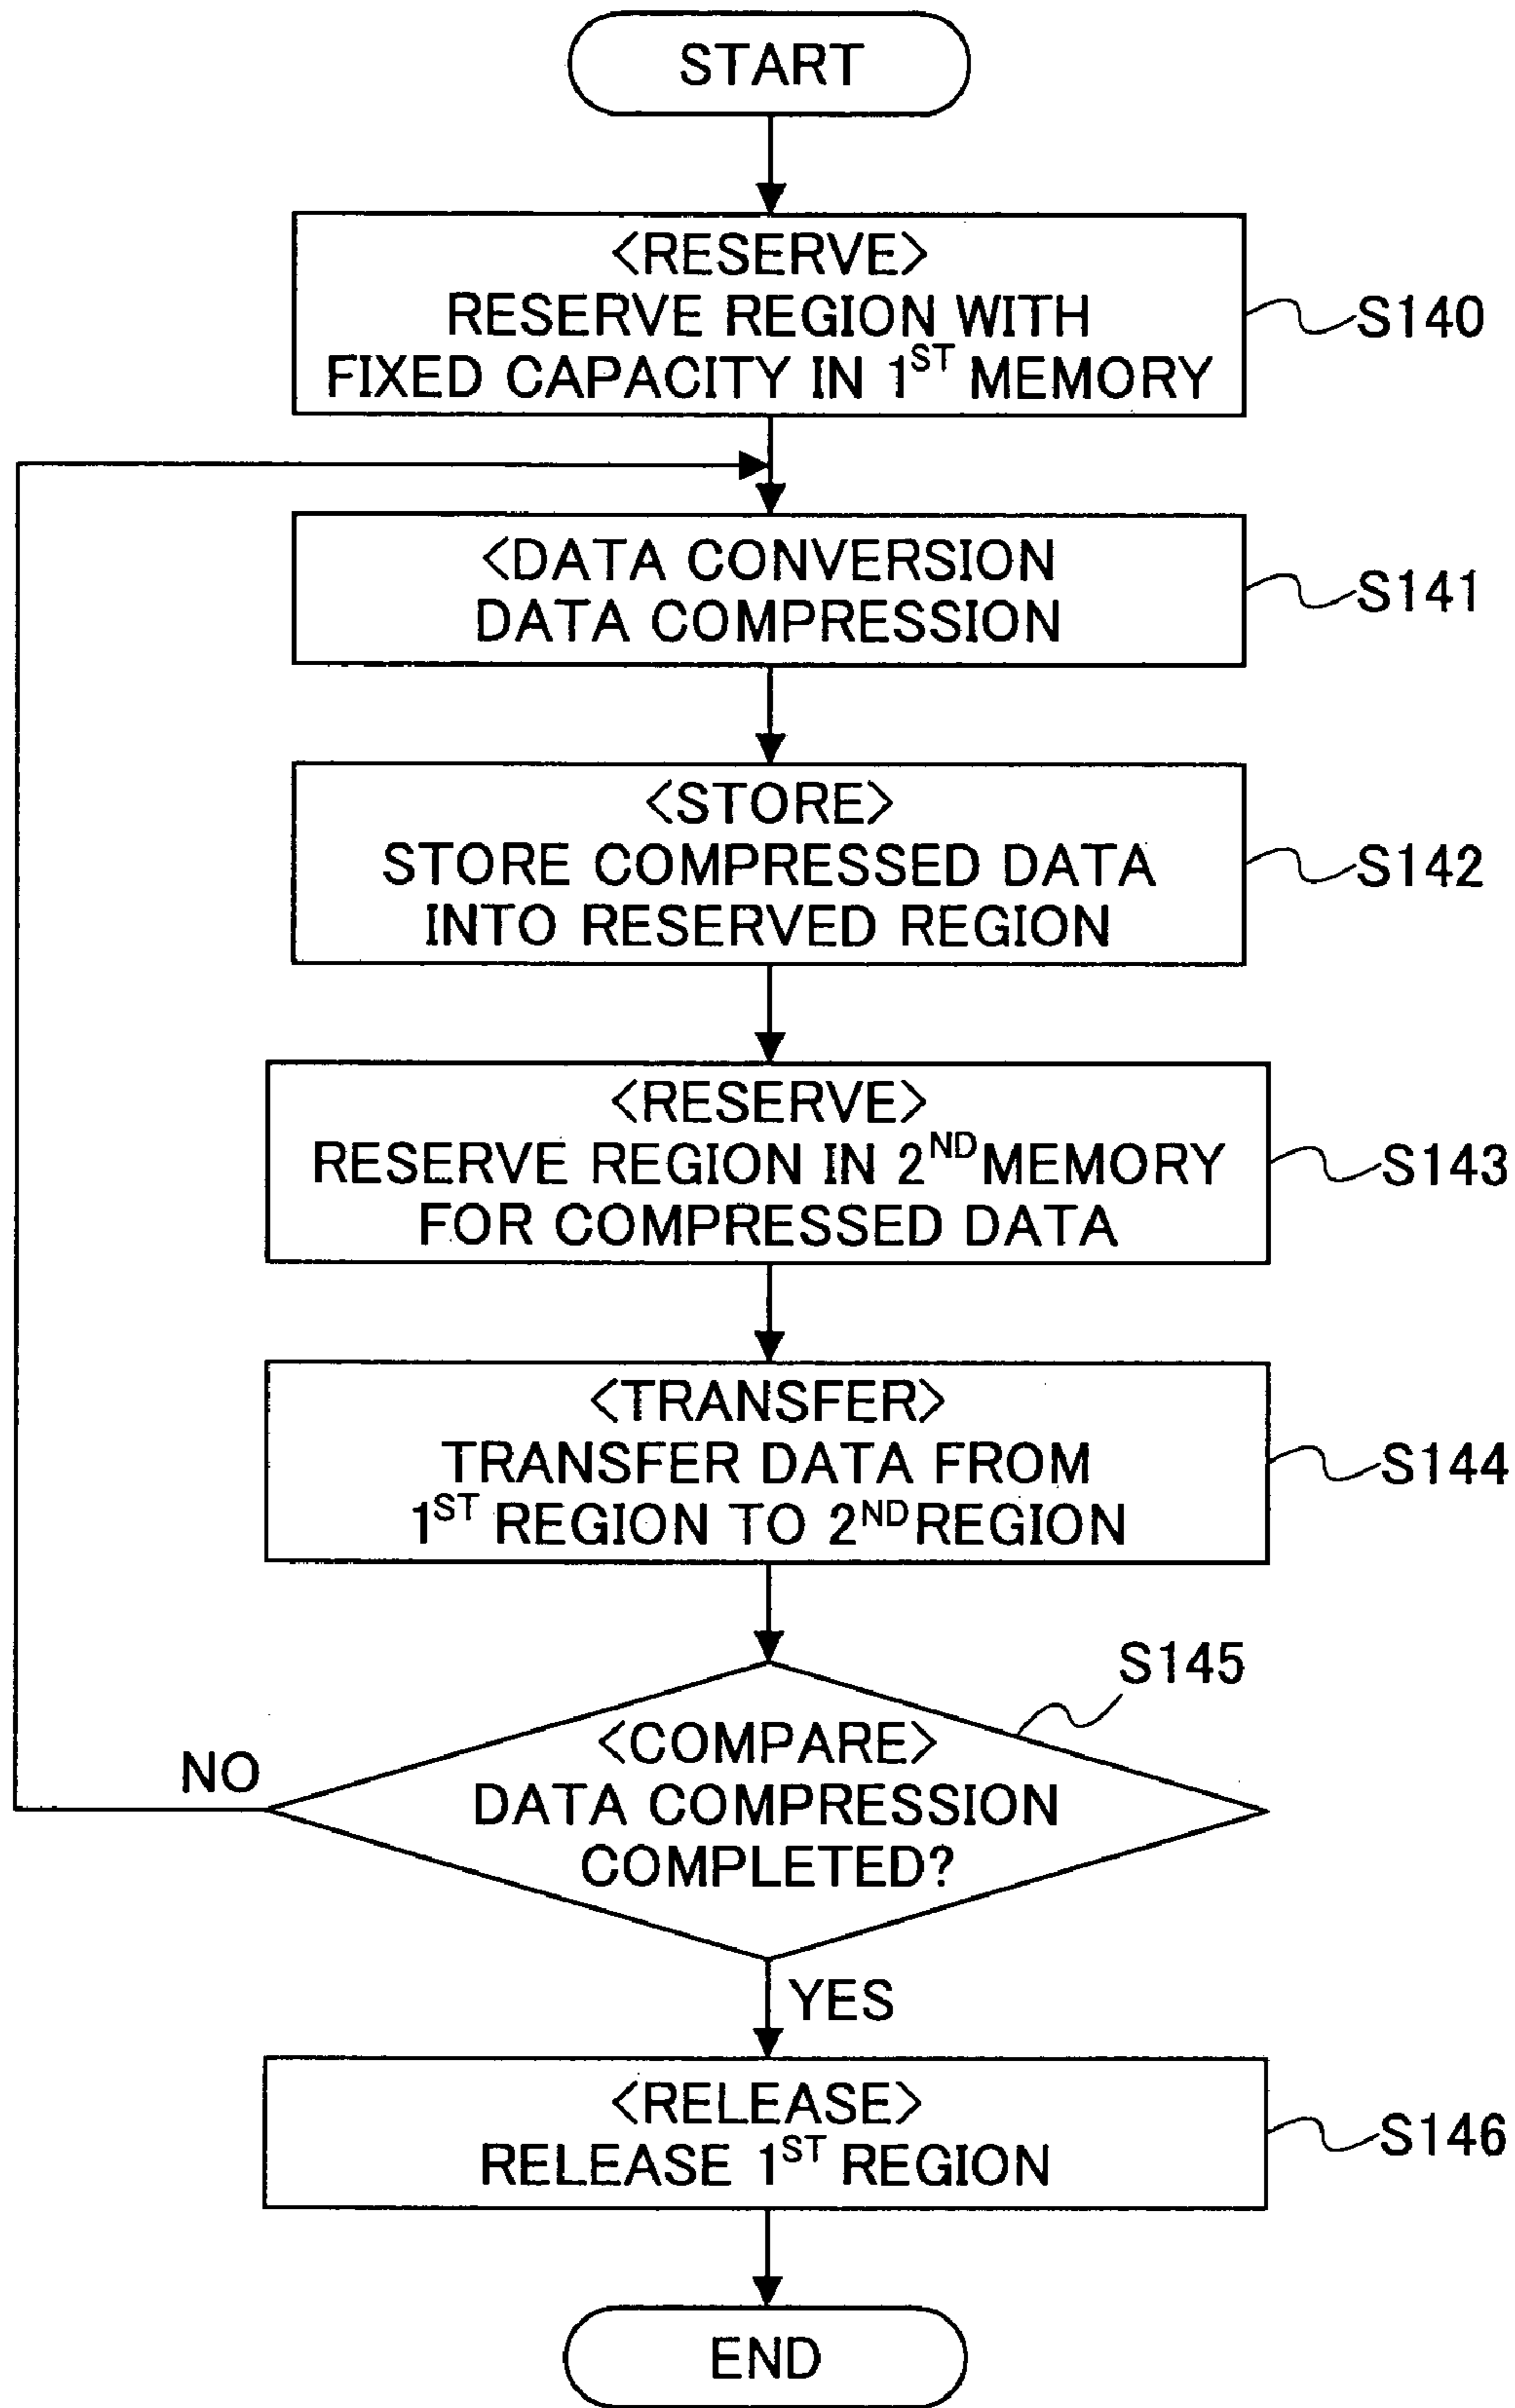 START
<RESERVE>
RESERVE REGION WITH
FIXED CAPACITY IN 1ST MEMORY
S140
<DATA CONVERSION
DATA COMPRESSION
S141
<STORE>
STORE COMPRESSED DATA
INTO RESERVED REGION
S142
<RESERVE>
RESERVE REGION IN 2ND MEMORY
FOR COMPRESSED DATA
S143
<TRANSFER>
TRANSFER DATA FROM
1ST REGION TO 2ND REGION
S144
S145
<COMPARE>
DATA COMPRESSION
COMPLETED?
NO
YES
<RELEASE>
RELEASE 1ST REGION
S146
END